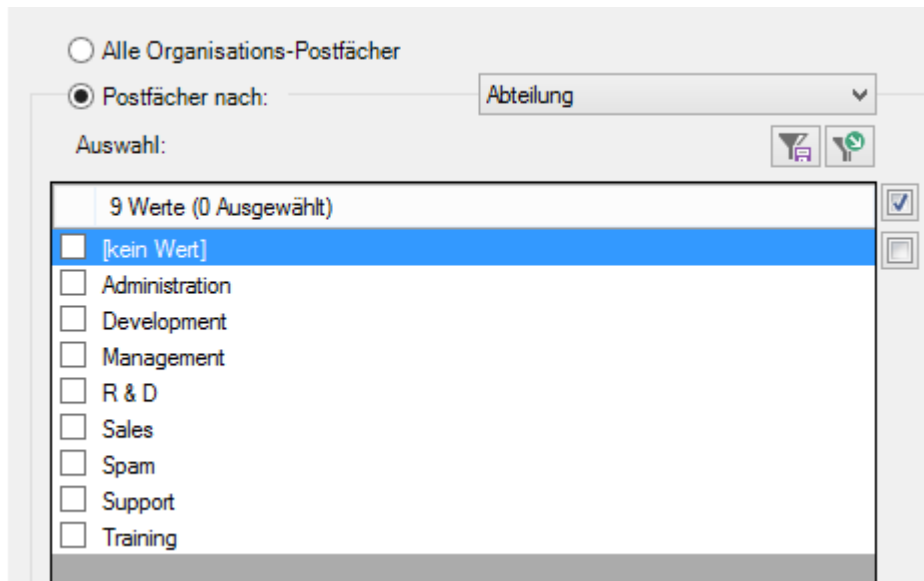 Alle Organisations-Postfächer
Postfächer nach: Abteilung
Auswahl:
9 Werte (0 Ausgewählt)
[kein Wert]
Administration
Development
Management
R & D
Sales
Spam
Support
Training